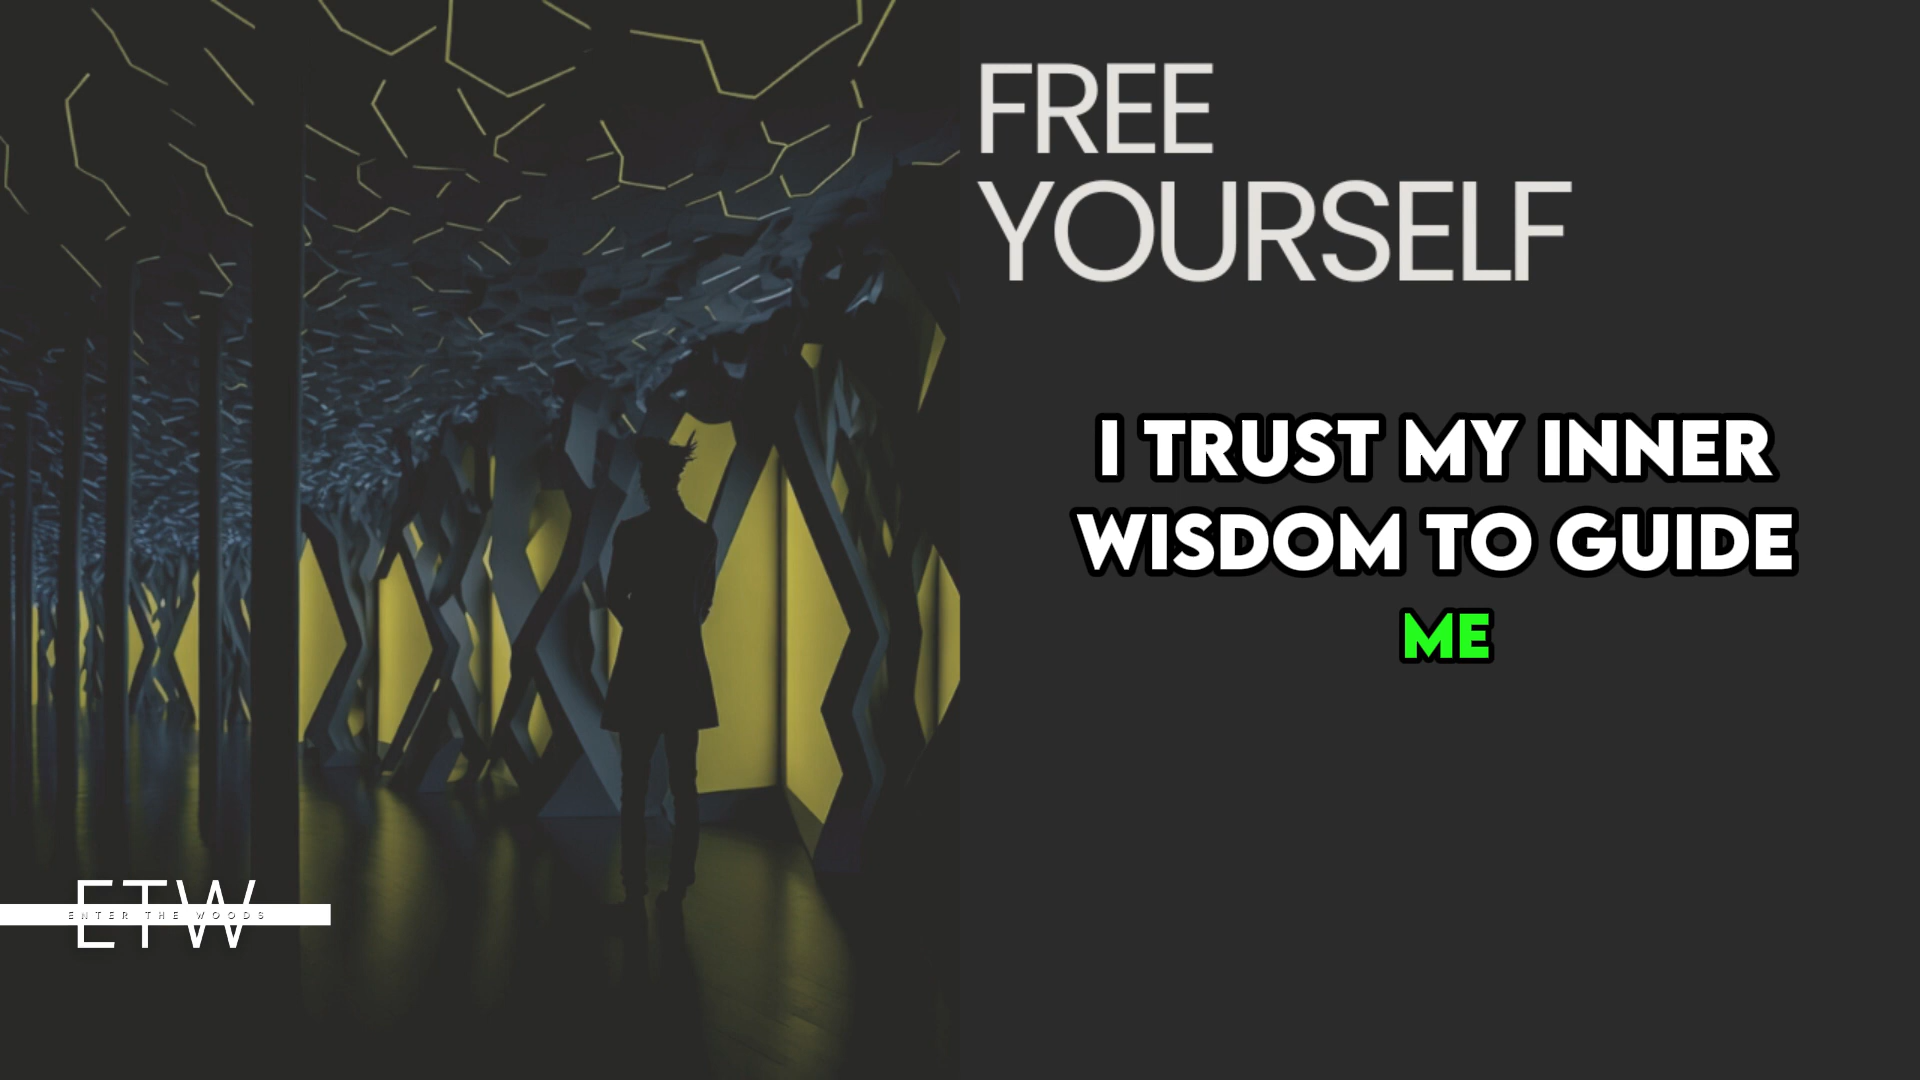 FREE
YOURSELF
I TRUST MY INNER
WISDOM TO GUIDE
ME
ETW
ENTER THE WOODS